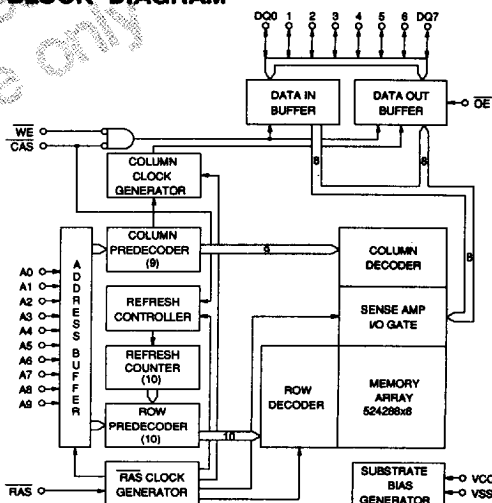 BLOCK DIAGRAM
e only
DQ0 1 2 3 4 5 6 DQ7
DATA IN BUFFER
DATA OUT BUFFER
OE
WE
CAS
8
8
8
COLUMN CLOCK GENERATOR
COLUMN PREDECODER (9)
9
COLUMN DECODER
ADDRESS BUFFER
A0
A1
A2
A3
A4
A5
A6
A7
A8
A9
REFRESH CONTROLLER
SENSE AMP I/O GATE
REFRESH COUNTER (10)
ROW DECODER
MEMORY ARRAY 524288x8
ROW PREDECODER (10)
10
RAS
RAS CLOCK GENERATOR
SUBSTRATE BIAS GENERATOR
VCC
VSS